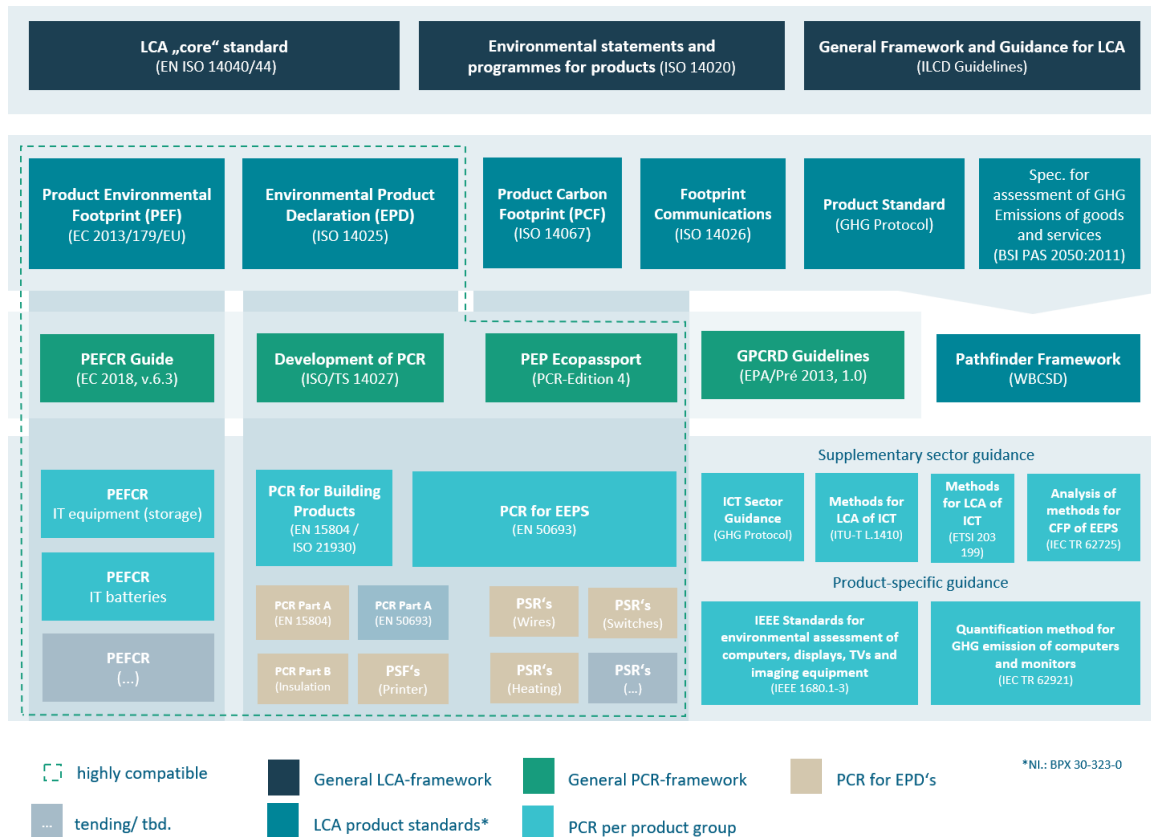 LCA „core“ standard
(EN ISO 14040/44)
Environmental statements and
programmes for products (ISO 14020)
General Framework and Guidance for LCA
(ILCD Guidelines)
Product Environmental
Footprint (PEF)
(EC 2013/179/EU)
Environmental Product
Declaration (EPD)
(ISO 14025)
Product Carbon
Footprint (PCF)
(ISO 14067)
Footprint
Communications
(ISO 14026)
Product Standard
(GHG Protocol)
Spec. for
assessment of GHG
Emissions of goods
and services
(BSI PAS 2050:2011)
PEFCR Guide
(EC 2018, v.6.3)
Development of PCR
(ISO/TS 14027)
PEP Ecopassport
(PCR-Edition 4)
GPCRD Guidelines
(EPA/Pré 2013, 1.0)
Pathfinder Framework
(WBCSD)
PEFCR
IT equipment (storage)
PEFCR
IT batteries
PEFCR
(...)
PCR for Building
Products
(EN 15804 /
ISO 21930)
PCR for EEPS
(EN 50693)
PCR Part A
(EN 15804)
PCR Part A
(EN 50693)
PSR‘s
(Wires)
PSR‘s
(Switches)
PCR Part B
(Insulation
PSF‘s
(Printer)
PSR‘s
(Heating)
PSR‘s
(...)
Supplementary sector guidance
ICT Sector
Guidance
(GHG Protocol)
Methods for
LCA of ICT
(ITU-T L.1410)
Methods
for LCA of
ICT
(ETSI 203
199)
Analysis of
methods for
CFP of EEPS
(IEC TR 62725)
Product-specific guidance
IEEE Standards for
environmental assessment of
computers, displays, TVs and
imaging equipment
(IEEE 1680.1-3)
Quantification method for
GHG emission of computers
and monitors
(IEC TR 62921)
highly compatible
General LCA-framework
General PCR-framework
PCR for EPD‘s
*NI.: BPX 30-323-0
... tending/ tbd.
LCA product standards*
PCR per product group